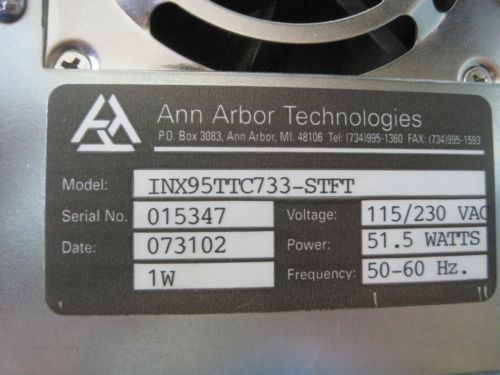 Ann Arbor Technologies
P.O. Box 3083, Ann Arbor, MI. 48106 Tel: (734)995-1360 FAX: (734)995-1593
Model: INX95TTC733-STFT
Serial No. 015347 Voltage: 115/230 VAC
Date: 073102 Power: 51.5 WATTS
1W Frequency: 50-60 Hz.